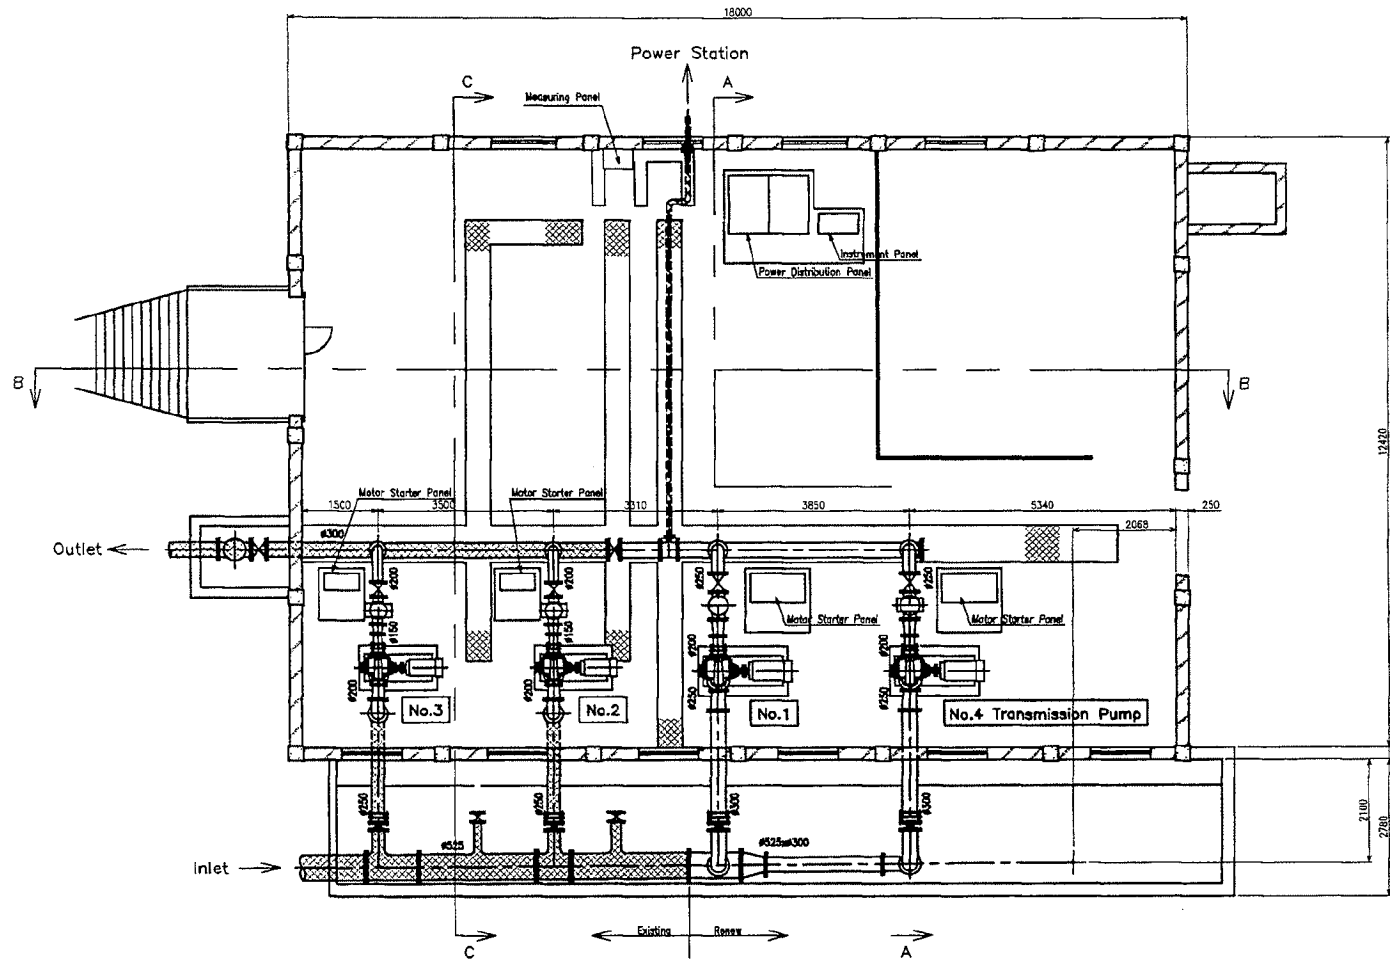 18000
Power Station
C
A
Measuring Panel
Instrument Panel
Power Distribution Panel
B
B
12420
Motor Starter Panel
Motor Starter Panel
1500
3500
3310
3850
5340
250
2068
ø300
Outlet
ø200
ø200
ø250
ø250
Motor Starter Panel
Motor Starter Panel
ø150
ø150
ø200
ø200
ø200
ø200
ø250
ø250
No.3
No.2
No.1
No.4 Transmission Pump
ø250
ø250
ø300
ø300
2100
2780
ø525
ø525xø300
Inlet
Existing
Renew
C
A